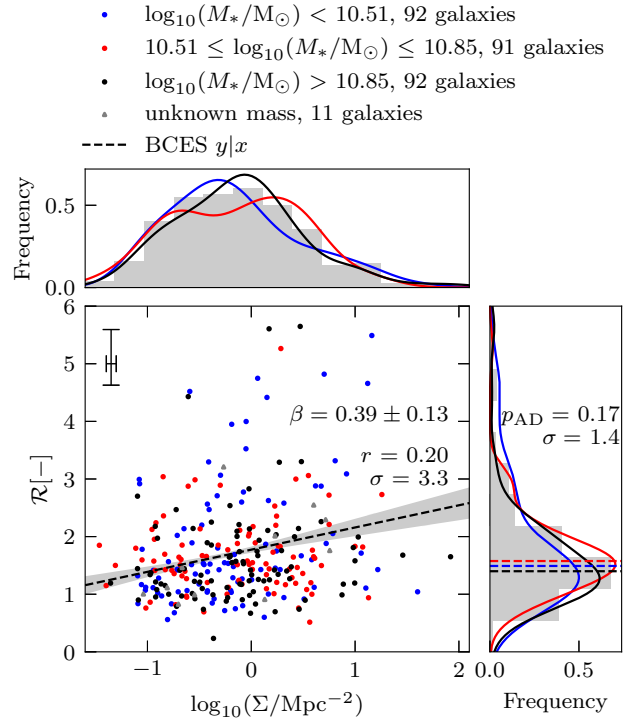 log₁₀(M*/M⊙) < 10.51, 92 galaxies
10.51 ≤ log₁₀(M*/M⊙) ≤ 10.85, 91 galaxies
log₁₀(M*/M⊙) > 10.85, 92 galaxies
unknown mass, 11 galaxies
BCES y|x
Frequency
0.5
0.0
6
5
4
3
2
1
0
ℛ[−]
β = 0.39 ± 0.13
r = 0.20
σ = 3.3
−1
0
1
2
log₁₀(Σ/Mpc⁻²)
p_AD = 0.17
σ = 1.4
0.0
0.5
Frequency